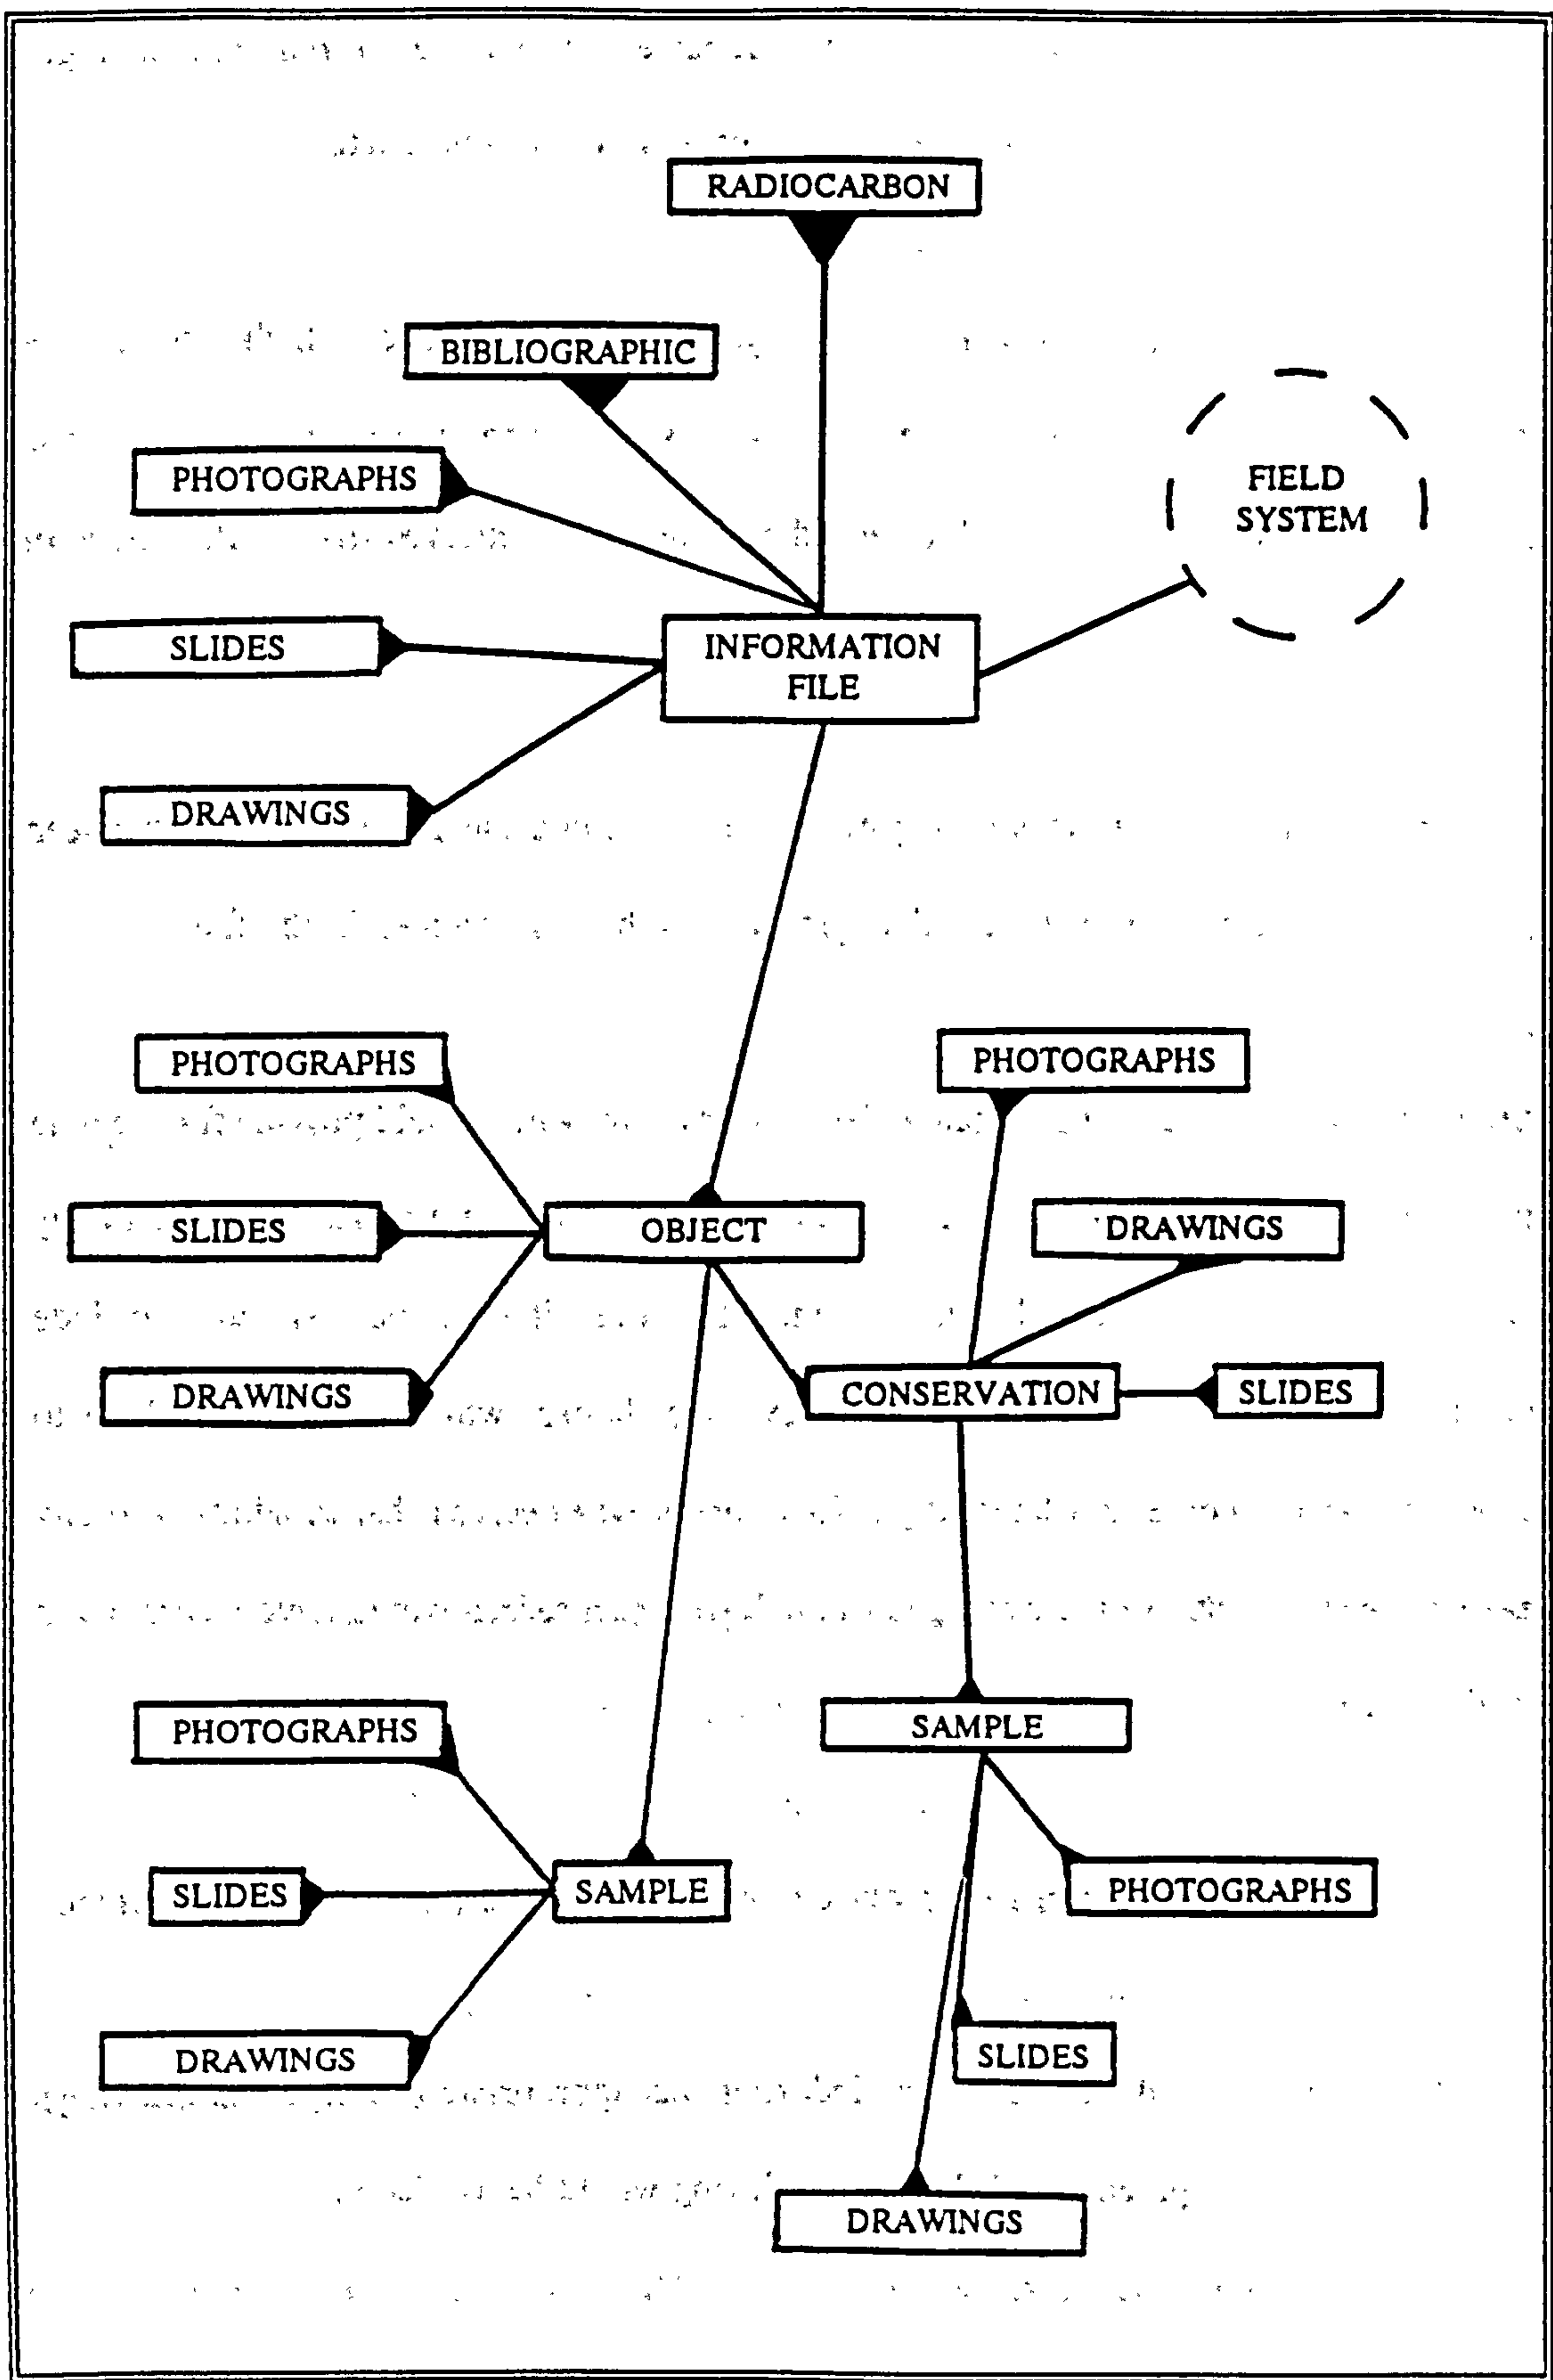 RADIOCARBON
BIBLIOGRAPHIC
PHOTOGRAPHS
FIELD
SYSTEM
SLIDES
INFORMATION
FILE
DRAWINGS
PHOTOGRAPHS
PHOTOGRAPHS
SLIDES
OBJECT
DRAWINGS
DRAWINGS
CONSERVATION
SLIDES
PHOTOGRAPHS
SAMPLE
SLIDES
SAMPLE
PHOTOGRAPHS
DRAWINGS
SLIDES
DRAWINGS